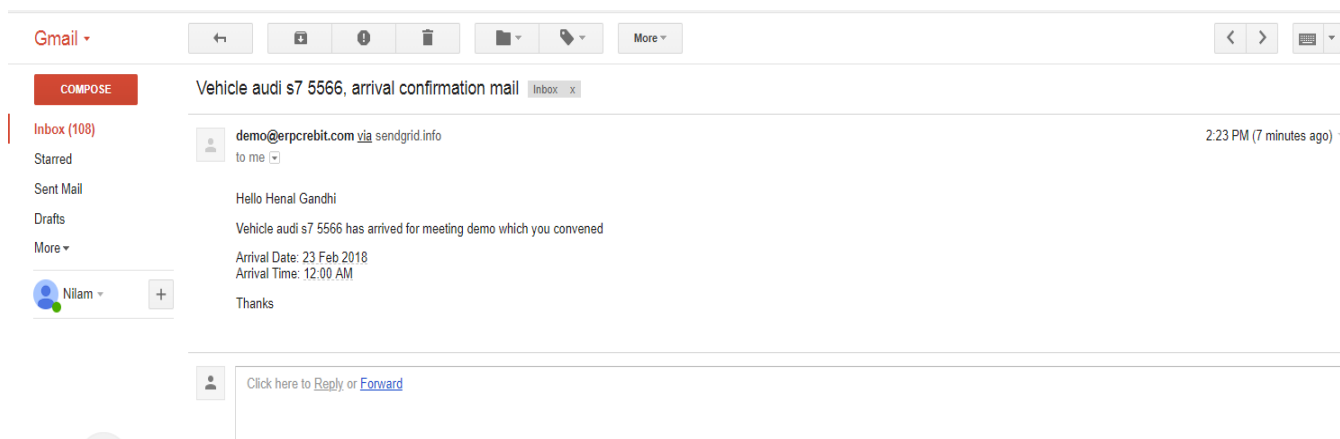 Gmail
More
COMPOSE
Vehicle audi s7 5566, arrival confirmation mail Inbox x
Inbox (108)
Starred
Sent Mail
Drafts
More
Nilam
+
demo@erpcrebit.com via sendgrid.info
2:23 PM (7 minutes ago)
to me
Hello Henal Gandhi
Vehicle audi s7 5566 has arrived for meeting demo which you convened
Arrival Date: 23 Feb 2018
Arrival Time: 12:00 AM
Thanks
Click here to Reply or Forward